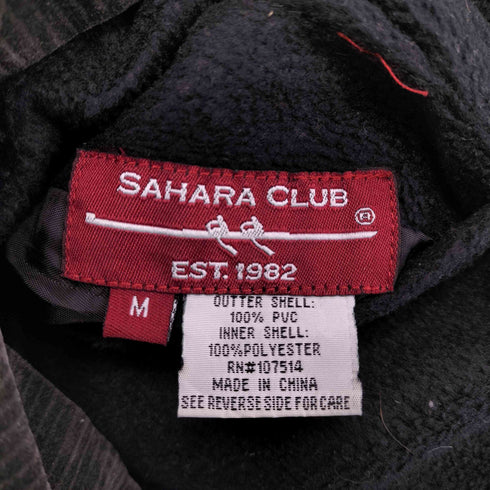 SAHARA CLUB
EST. 1982
M
OUTTER SHELL:
100% PVC
INNER SHELL:
100%POLYESTER
RN#107514
MADE IN CHINA
SEE REVERSE SIDE FOR CARE